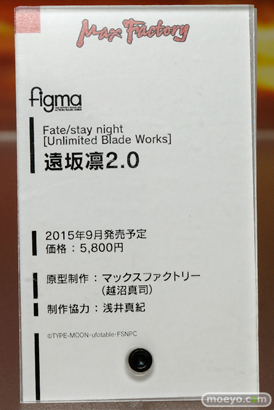 Max Factory
figma
Fate/stay night
[Unlimited Blade Works]
遠坂凛2.0
2015年9月発売予定
価格：5,800円
原型制作：マックスファクトリー
（越沼真司）
制作協力：浅井真紀
©TYPE-MOON・ufotable・FSNPC
moeyo.com